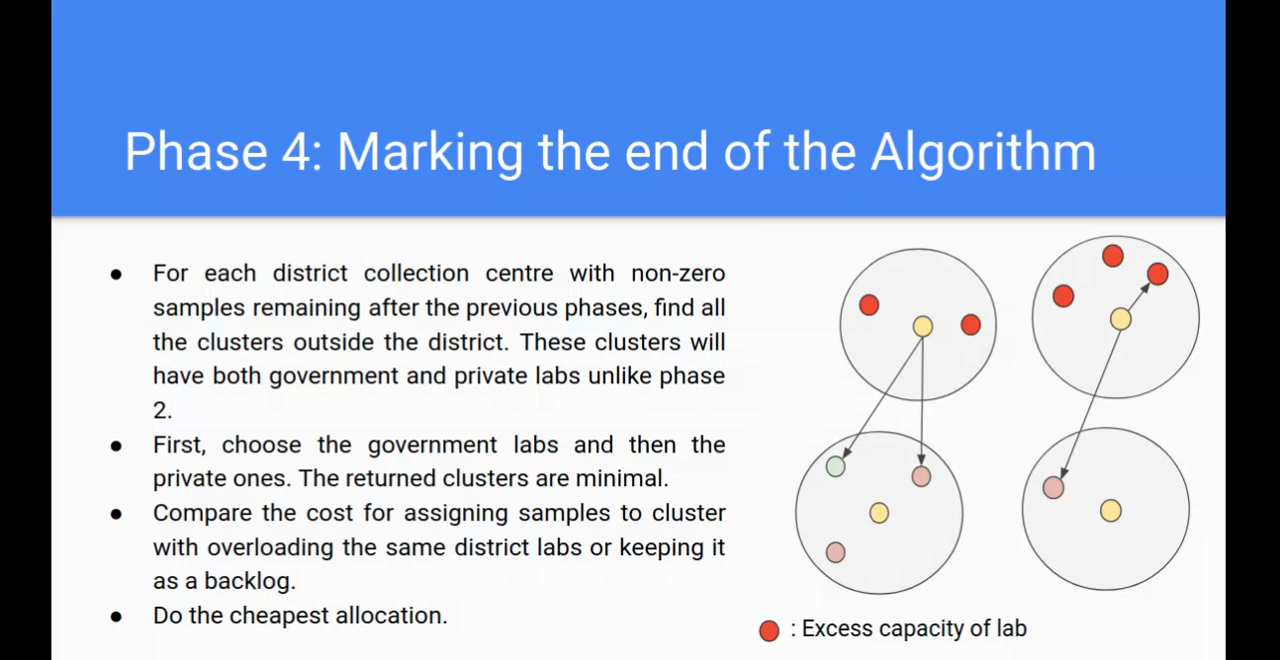 Phase 4: Marking the end of the Algorithm
● For each district collection centre with non-zero
samples remaining after the previous phases, find all
the clusters outside the district. These clusters will
have both government and private labs unlike phase
2.
● First, choose the government labs and then the
private ones. The returned clusters are minimal.
● Compare the cost for assigning samples to cluster
with overloading the same district labs or keeping it
as a backlog.
● Do the cheapest allocation.
: Excess capacity of lab